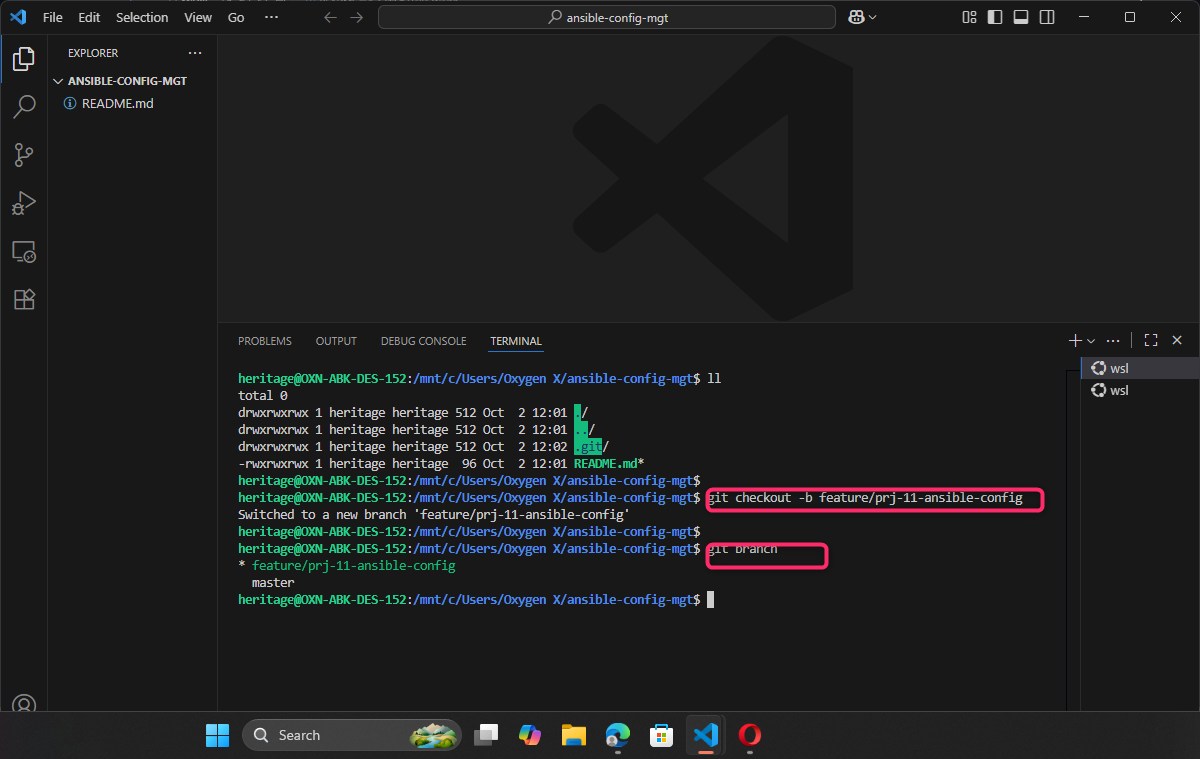 File Edit Selection View Go ···
ansible-config-mgt
EXPLORER
ANSIBLE-CONFIG-MGT
README.md
PROBLEMS OUTPUT DEBUG CONSOLE TERMINAL
heritage@OXN-ABK-DES-152:/mnt/c/Users/Oxygen X/ansible-config-mgt$ ll
total 0
drwxrwxrwx 1 heritage heritage 512 Oct  2 12:01 ./
drwxrwxrwx 1 heritage heritage 512 Oct  2 12:01 ../
drwxrwxrwx 1 heritage heritage 512 Oct  2 12:02 .git/
-rwxrwxrwx 1 heritage heritage  96 Oct  2 12:01 README.md*
heritage@OXN-ABK-DES-152:/mnt/c/Users/Oxygen X/ansible-config-mgt$
heritage@OXN-ABK-DES-152:/mnt/c/Users/Oxygen X/ansible-config-mgt$ git checkout -b feature/prj-11-ansible-config
Switched to a new branch 'feature/prj-11-ansible-config'
heritage@OXN-ABK-DES-152:/mnt/c/Users/Oxygen X/ansible-config-mgt$
heritage@OXN-ABK-DES-152:/mnt/c/Users/Oxygen X/ansible-config-mgt$ git branch
* feature/prj-11-ansible-config
  master
heritage@OXN-ABK-DES-152:/mnt/c/Users/Oxygen X/ansible-config-mgt$
wsl
wsl
Search